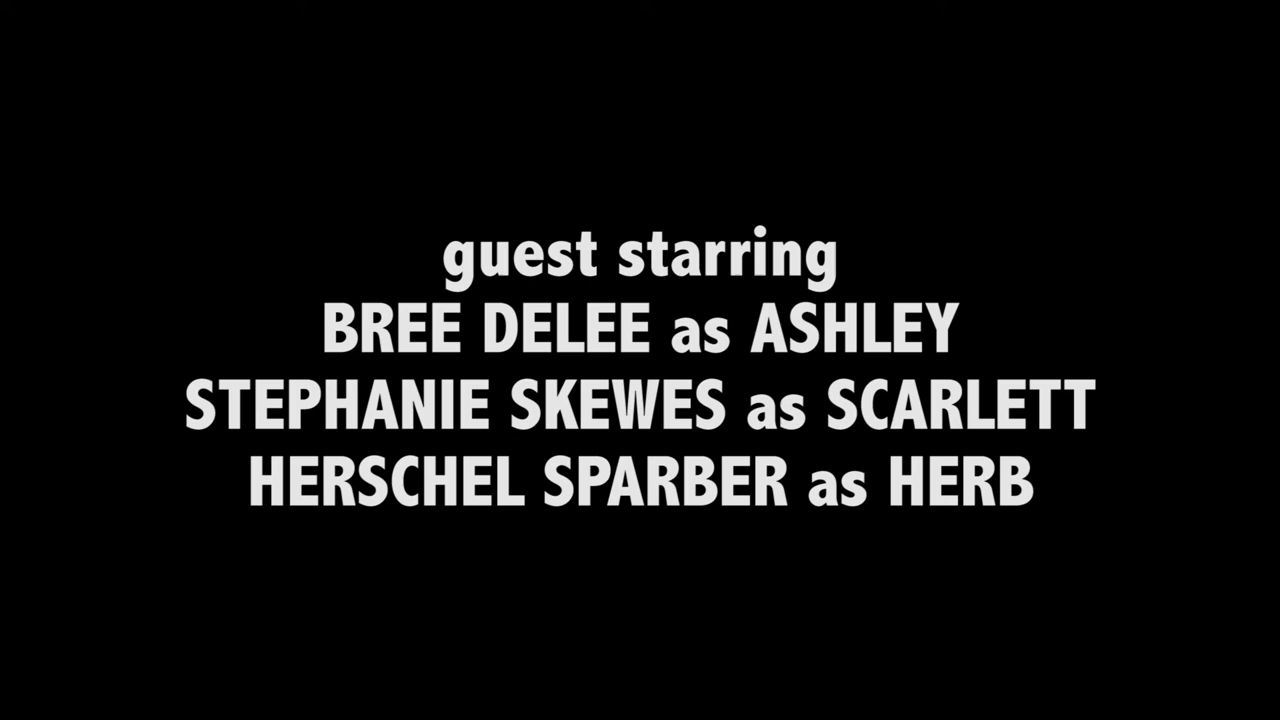 guest starring
BREE DELEE as ASHLEY
STEPHANIE SKEWES as SCARLETT
HERSCHEL SPARBER as HERB